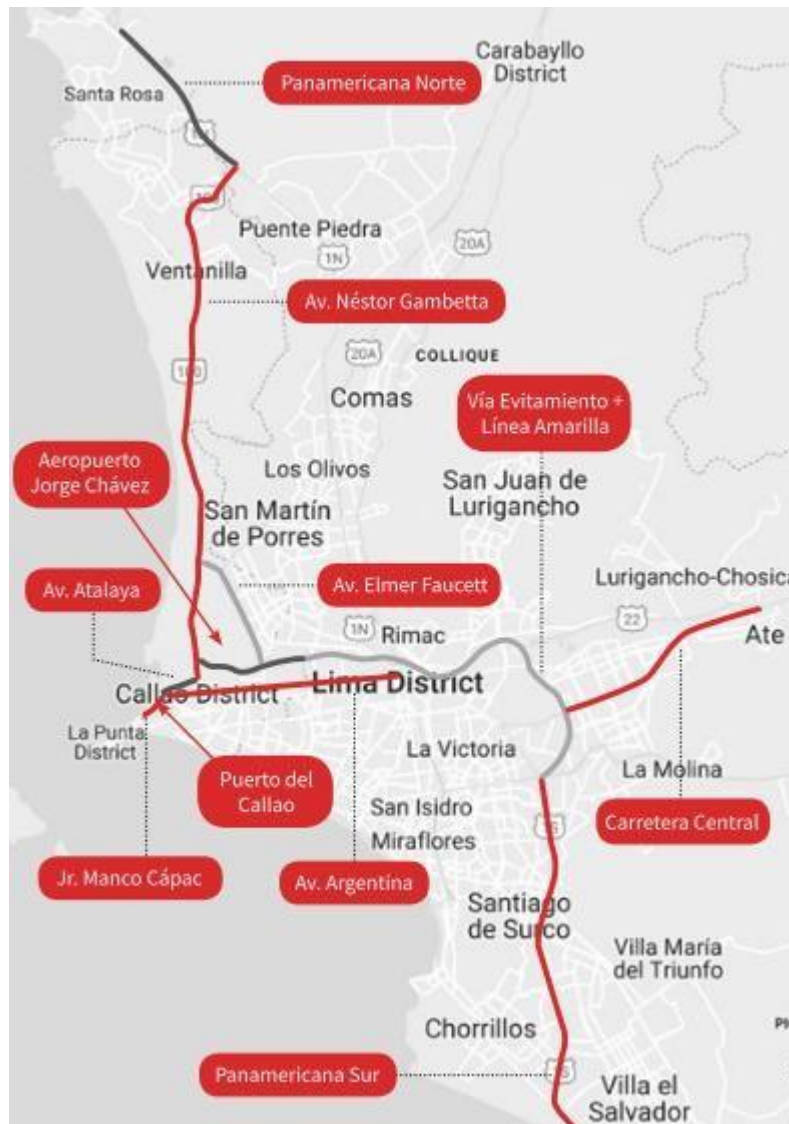 Carabayllo
District
Panamericana Norte
Santa Rosa
Puente Piedra
1N
20A
Ventanilla
Av. Néstor Gambetta
20A
COLLIQUE
Comas
Vía Evitamiento +
Línea Amarilla
Aeropuerto
Jorge Chávez
Los Olivos
San Juan de
Lurigancho
San Martín
de Porres
Av. Atalaya
Av. Elmer Faucett
Lurigancho-Chosica
22
1N
Rimac
Ate
Callao District
Lima District
La Punta
District
La Victoria
La Molina
Puerto del
Callao
San Isidro
Miraflores
Carretera Central
Jr. Manco Cápac
Av. Argentina
Santiago
de Surco
Villa María
del Triunfo
Chorrillos
Panamericana Sur
Villa el
Salvador